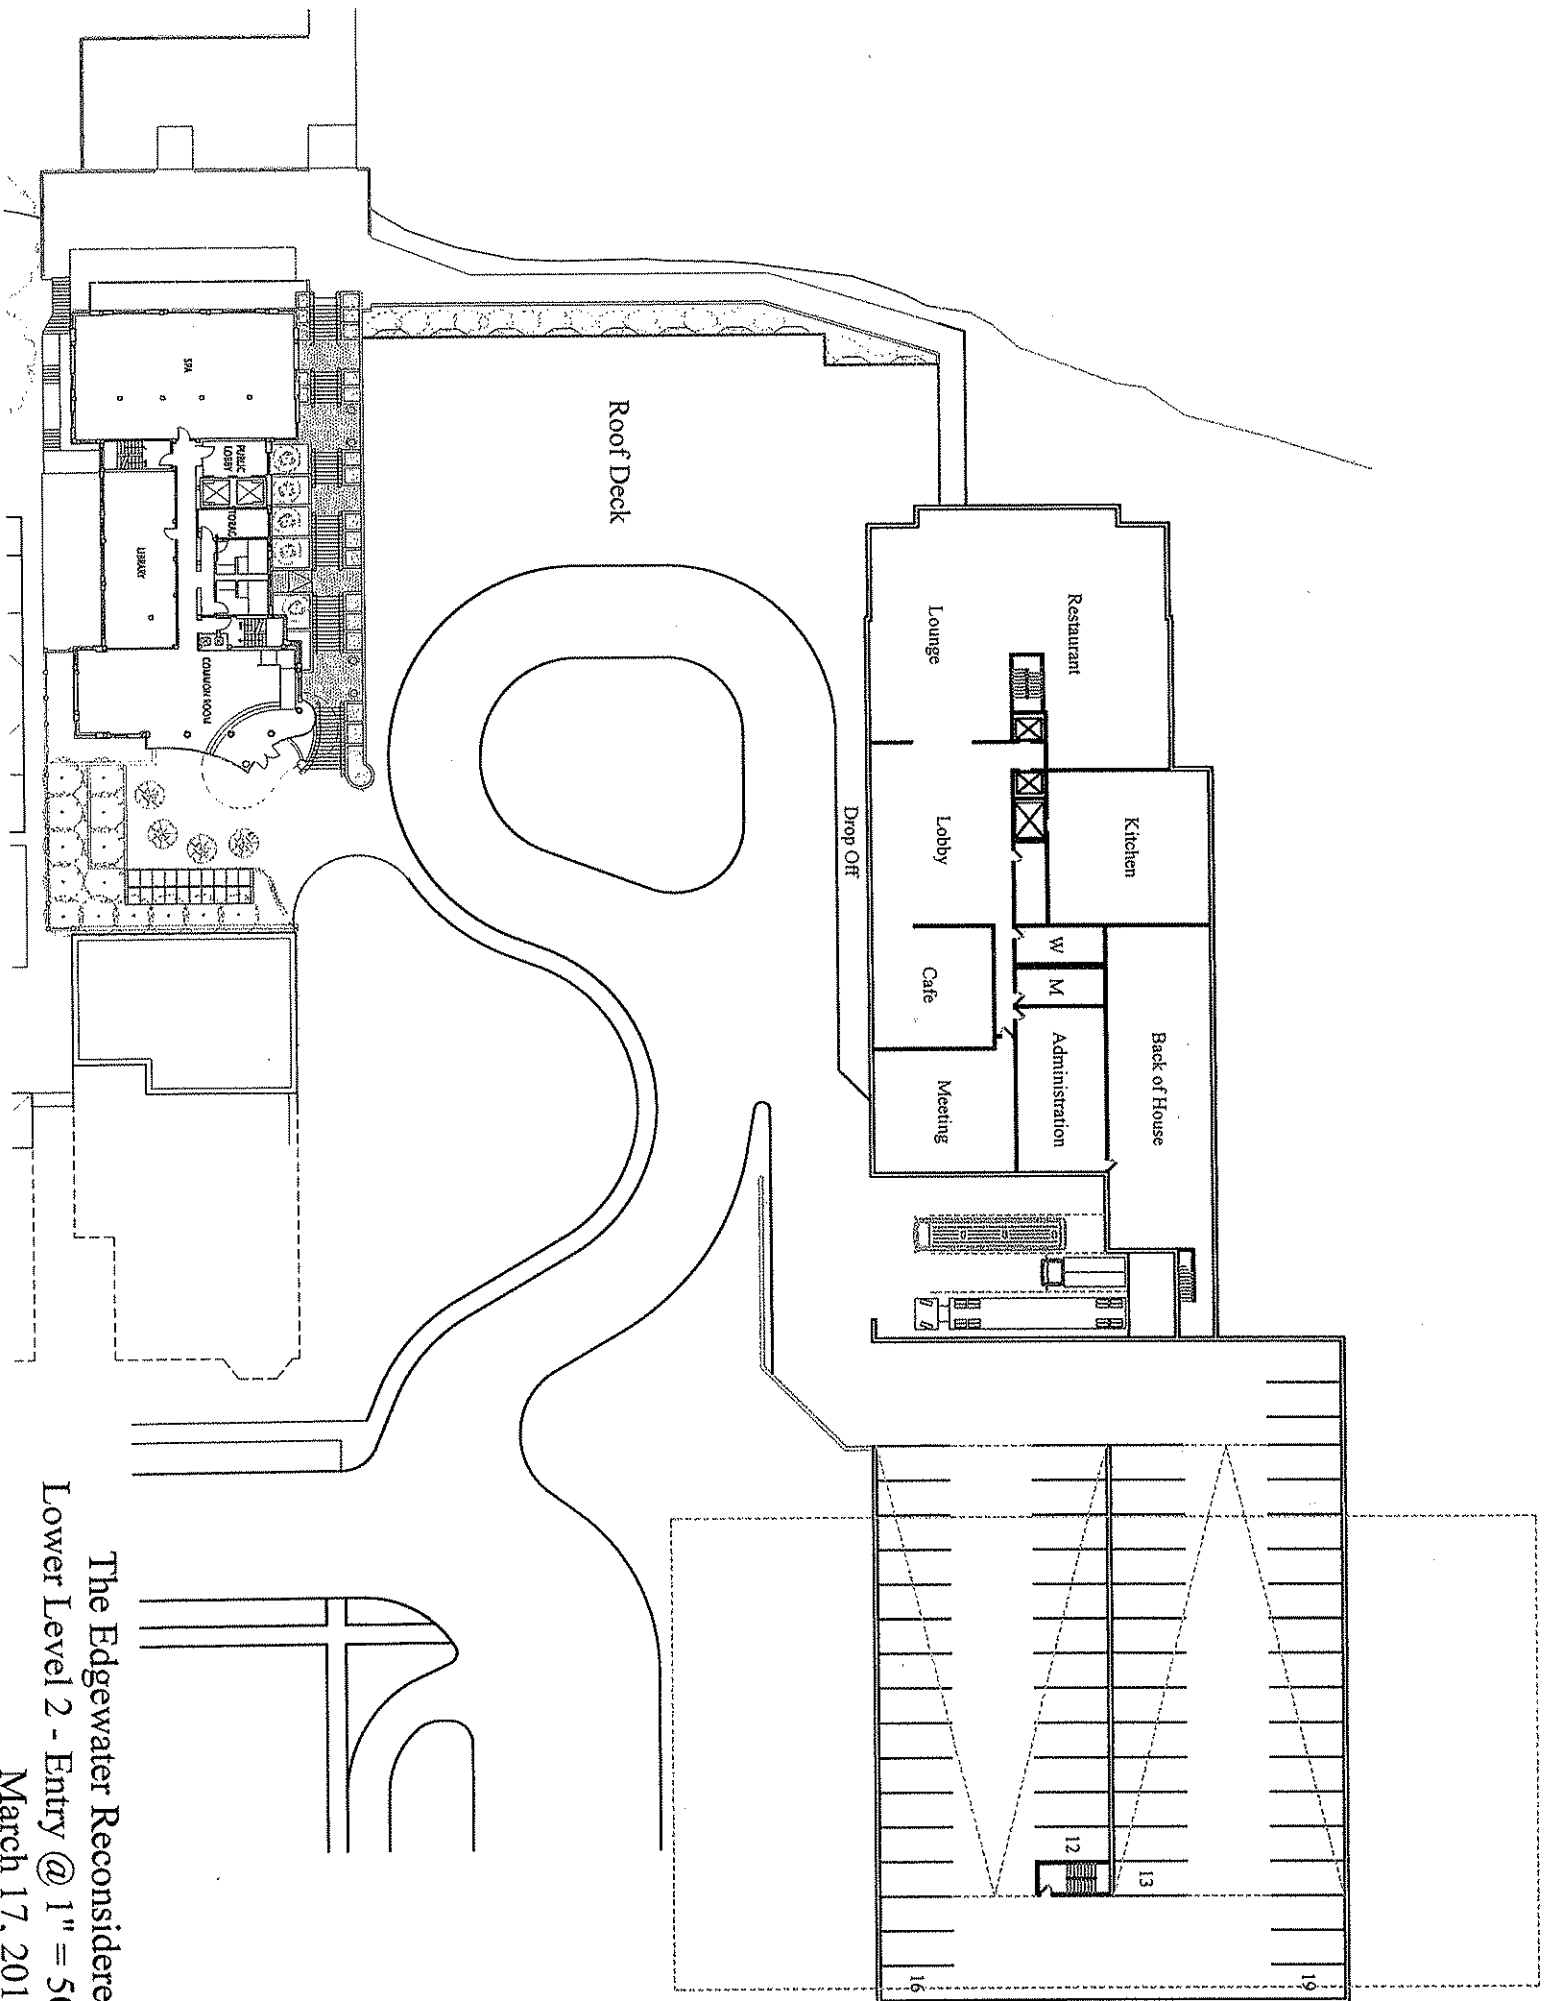 Restaurant
Lounge
Kitchen
Lobby
Drop Off
Roof Deck
W
M
Cafe
Back of House
Administration
Meeting
SPA
PUBLIC
LOBBY
TORAG
LIBRARY
COMMON ROOM
12
13
16
19
The Edgewater Reconsidere
Lower Level 2 - Entry @ 1" = 5
March 17, 201